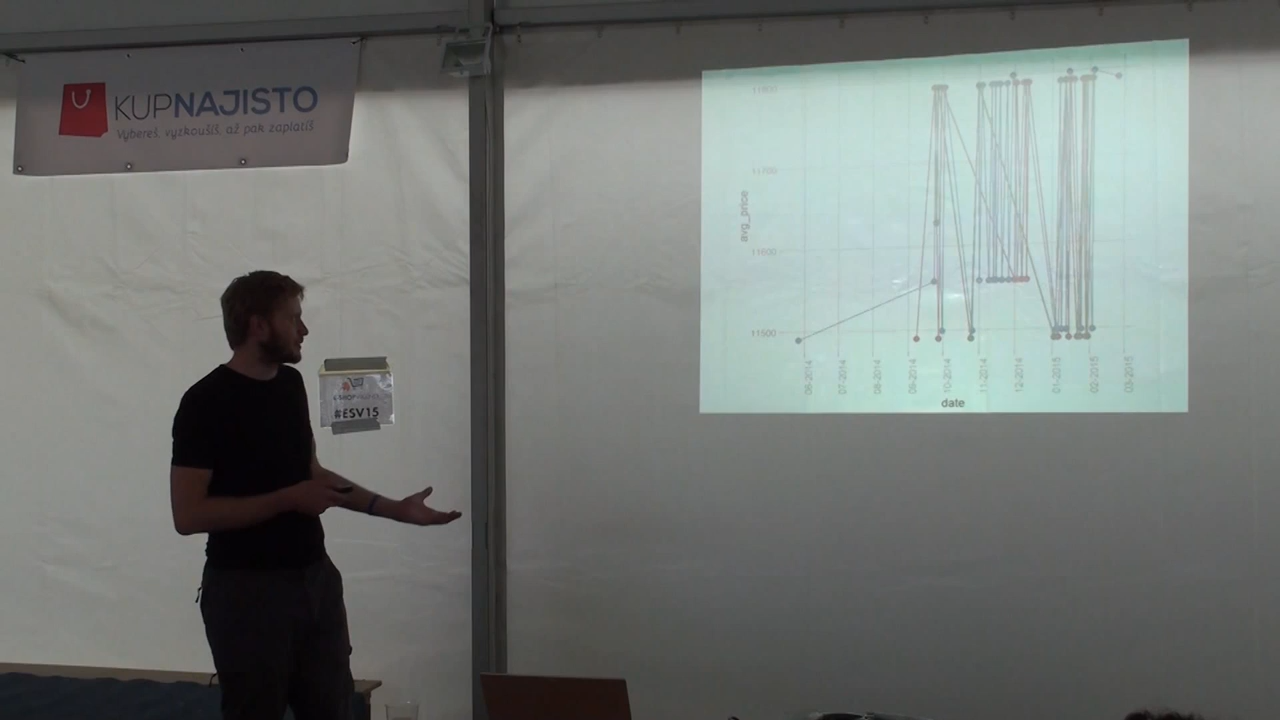 KUPNAJISTO
Vybereš, vyzkoušíš, až pak zaplatíš
#ESV15
avg_price
11800
11700
11600
11500
06-2014
07-2014
08-2014
09-2014
10-2014
11-2014
12-2014
01-2015
02-2015
03-2015
date